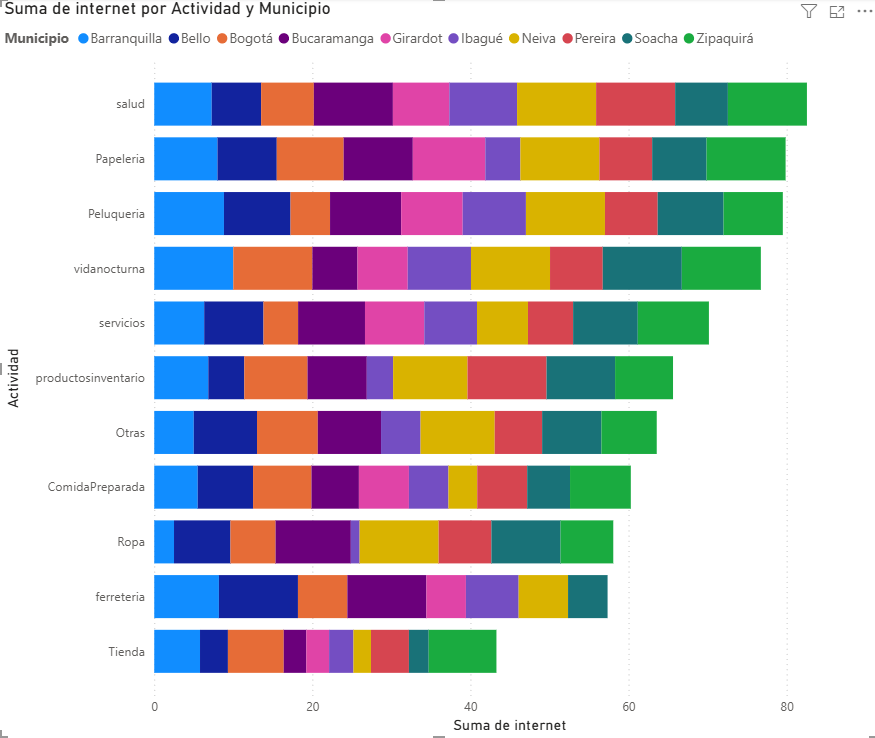 Suma de internet por Actividad y Municipio
Municipio Barranquilla Bello Bogotá Bucaramanga Girardot Ibagué Neiva Pereira Soacha Zipaquirá
salud
Papeleria
Peluqueria
vidanocturna
servicios
productosinventario
Otras
ComidaPreparada
Ropa
ferreteria
Tienda
Actividad
0 20 40 60 80
Suma de internet